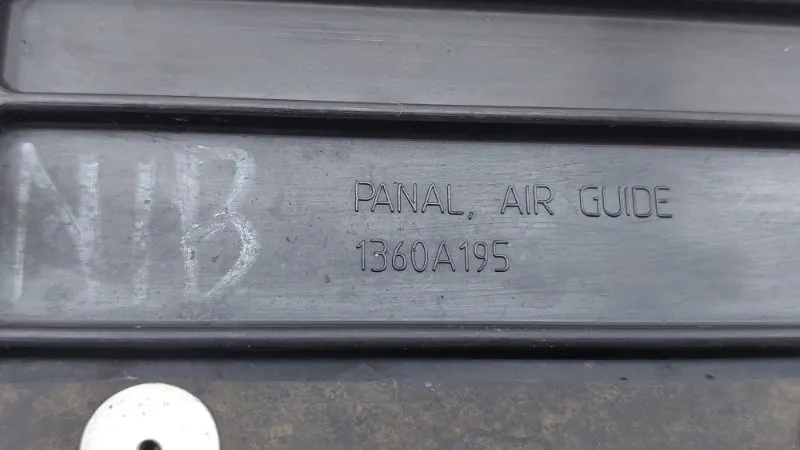 NIB
PANAL, AIR GUIDE
1360A195